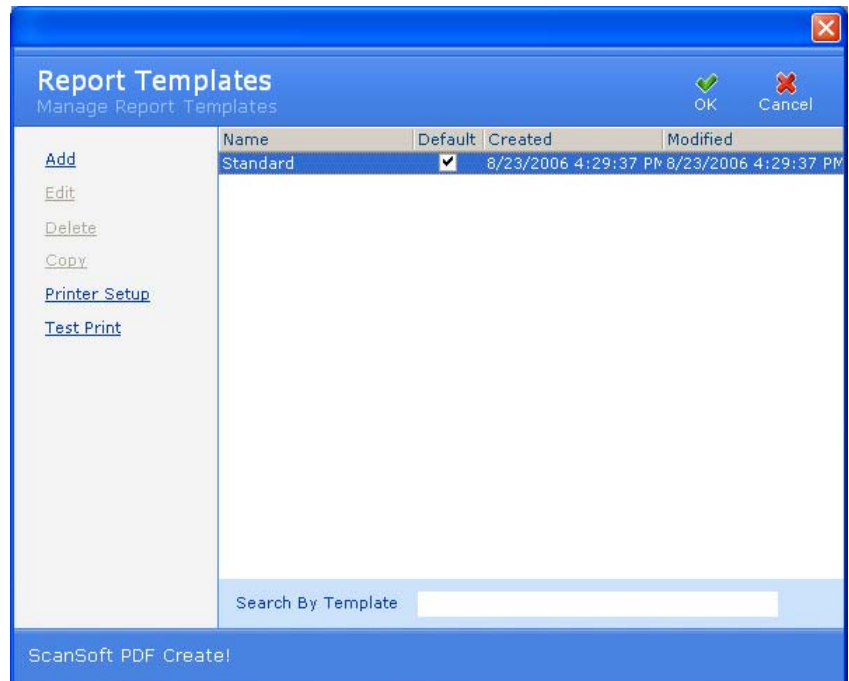 Report Templates
Manage Report Templates
OK Cancel
Add
Edit
Delete
Copy
Printer Setup
Test Print
Name Default Created Modified
Standard 8/23/2006 4:29:37 PM 8/23/2006 4:29:37 PM
Search By Template
ScanSoft PDF Create!